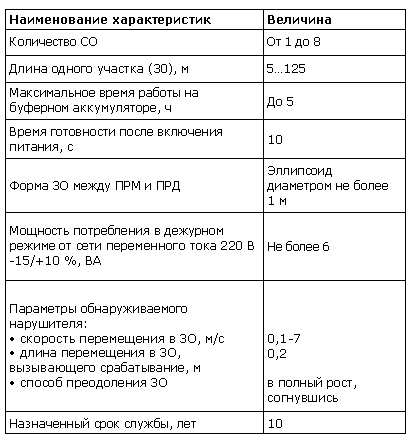 Наименование характеристик Величина
Количество СО От 1 до 8
Длина одного участка (30), м 5...125
Максимальное время работы на
буферном аккумуляторе, ч До 5
Время готовности после включения
питания, с 10
Форма ЗО между ПРМ и ПРД Эллипсоид
диаметром не более
1 м
Мощность потребления в дежурном
режиме от сети переменного тока 220 В
-15/+10 %, ВА Не более 6
Параметры обнаруживаемого
нарушителя:
• скорость перемещения в ЗО, м/с 0,1-7
• длина перемещения в ЗО, 0,2
вызывающего срабатывание, м
• способ преодоления ЗО в полный рост,
согнувшись
Назначенный срок службы, лет 10